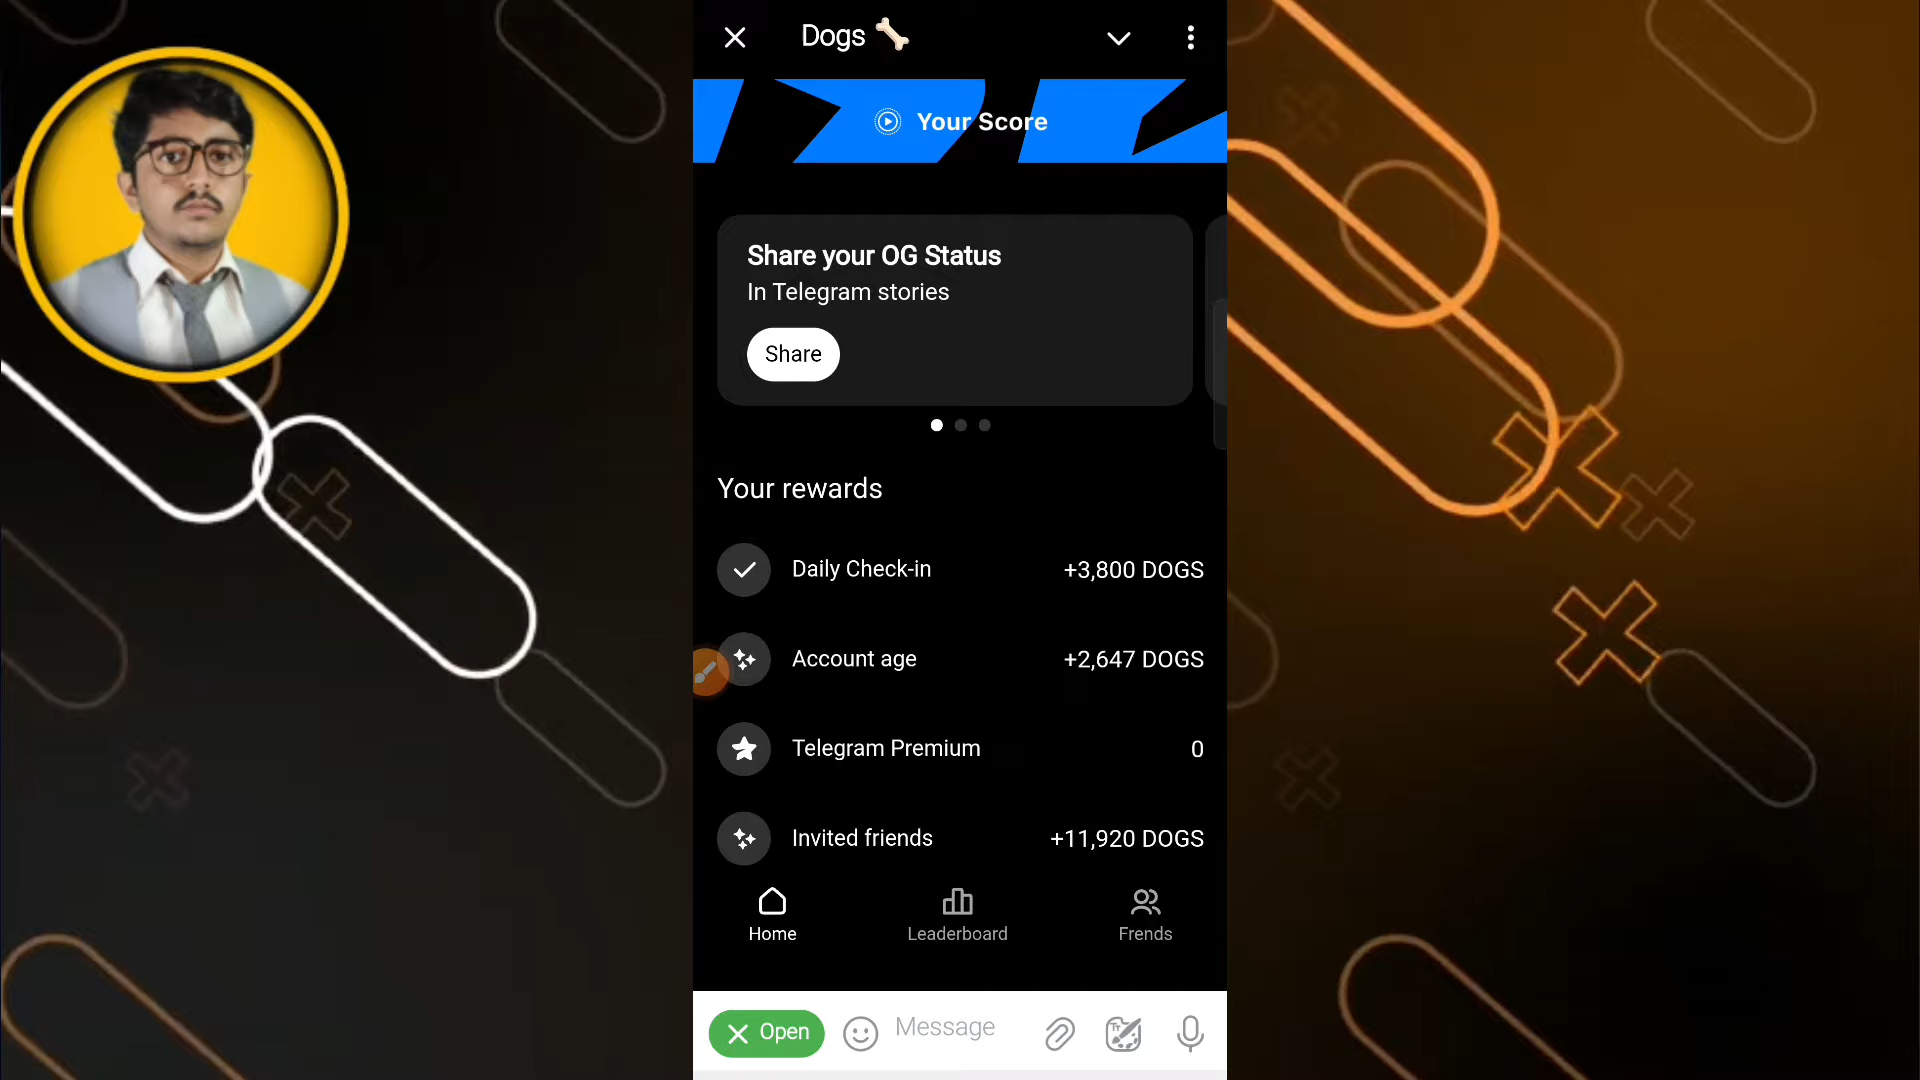 Dogs 🦴
Your Score
Share your OG Status
In Telegram stories
Share
Your rewards
Daily Check-in +3,800 DOGS
Account age +2,647 DOGS
Telegram Premium 0
Invited friends +11,920 DOGS
Home Leaderboard Frends
Open Message